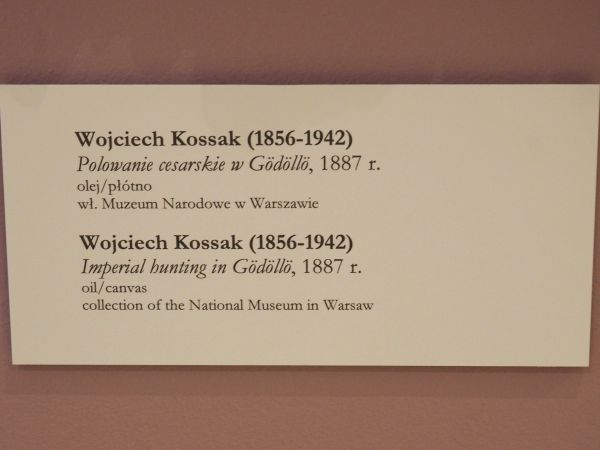 Wojciech Kossak (1856-1942)
Polowanie cesarskie w Gödöllö, 1887 r.
olej/płótno
wł. Muzeum Narodowe w Warszawie
Wojciech Kossak (1856-1942)
Imperial hunting in Gödöllö, 1887 r.
oil/canvas
collection of the National Museum in Warsaw